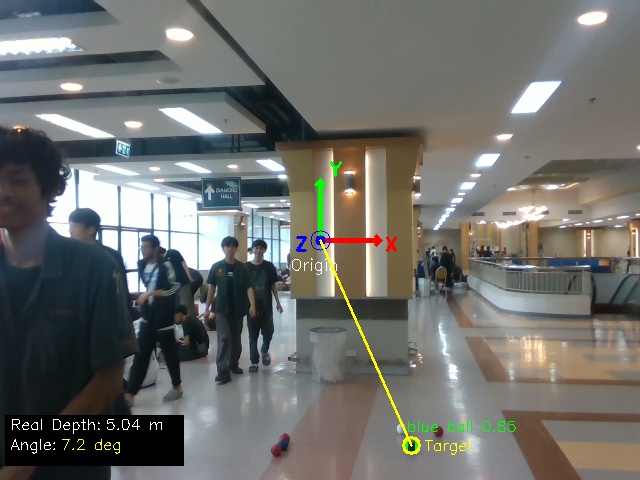 DIAMOND
HALL
Y
Z
X
Origin
blue ball 0.85
Target
Real Depth: 5.04 m
Angle: 7.2 deg